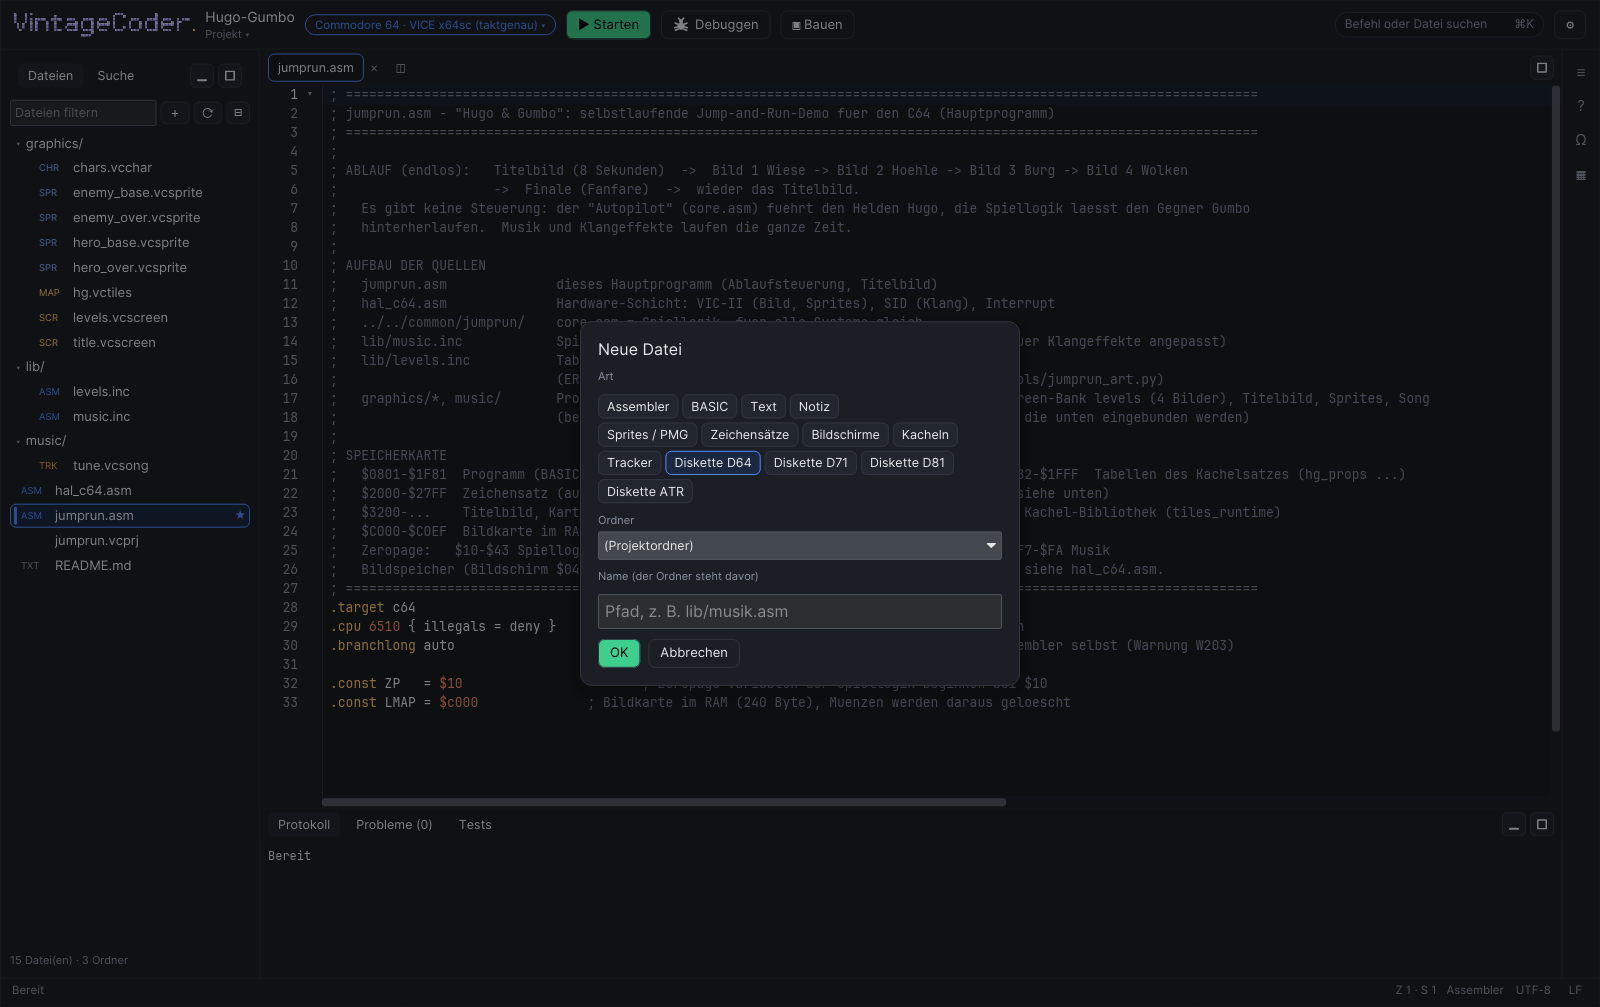 VintageCoder.
Hugo-Gumbo
Projekt
Commodore 64 · VICE x64sc (taktgenau)
Starten
Debuggen
Bauen
Befehl oder Datei suchen ⌘K
Dateien Suche
jumprun.asm ×
Dateien filtern +
graphics/
CHR chars.vcchar
SPR enemy_base.vcsprite
SPR enemy_over.vcsprite
SPR hero_base.vcsprite
SPR hero_over.vcsprite
MAP hg.vctiles
SCR levels.vcscreen
SCR title.vcscreen
lib/
ASM levels.inc
ASM music.inc
music/
TRK tune.vcsong
ASM hal_c64.asm
ASM jumprun.asm ★
jumprun.vcprj
TXT README.md
15 Datei(en) · 3 Ordner
1 ; =====================================================================================================================
2 ; jumprun.asm - "Hugo & Gumbo": selbstlaufende Jump-and-Run-Demo fuer den C64 (Hauptprogramm)
3 ; =====================================================================================================================
4 ;
5 ; ABLAUF (endlos): Titelbild (8 Sekunden) -> Bild 1 Wiese -> Bild 2 Hoehle -> Bild 3 Burg -> Bild 4 Wolken
6 ; -> Finale (Fanfare) -> wieder das Titelbild.
7 ; Es gibt keine Steuerung: der "Autopilot" (core.asm) fuehrt den Helden Hugo, die Spiellogik laesst den Gegner Gumbo
8 ; hinterherlaufen. Musik und Klangeffekte laufen die ganze Zeit.
9 ;
10 ; AUFBAU DER QUELLEN
11 ; jumprun.asm dieses Hauptprogramm (Ablaufsteuerung, Titelbild)
12 ; hal_c64.asm Hardware-Schicht: VIC-II (Bild, Sprites), SID (Klang), Interrupt
13 ; ../../common/jumprun/
14 ; lib/music.inc Spi uer Klangeffekte angepasst)
15 ; lib/levels.inc Tab
16 ; (ER ls/jumprun_art.py)
17 ; graphics/*, music/ Pro reen-Bank levels (4 Bilder), Titelbild, Sprites, Song
18 ; (be die unten eingebunden werden)
19 ;
20 ; SPEICHERKARTE
21 ; $0801-$1F81 Programm (BASIC 82-$1FFF Tabellen des Kachelsatzes (hg_props ...)
22 ; $2000-$27FF Zeichensatz (au siehe unten)
23 ; $3200-... Titelbild, Kart Kachel-Bibliothek (tiles_runtime)
24 ; $C000-$C0EF Bildkarte im RA
25 ; Zeropage: $10-$43 Spiellog F7-$FA Musik
26 ; Bildspeicher (Bildschirm $04 siehe hal_c64.asm.
27 ; =====================================================================================================================
28 .target c64
29 .cpu 6510 { illegals = deny }
30 .branchlong auto embler selbst (Warnung W203)
31
32 .const ZP = $10
33 .const LMAP = $c000 ; Bildkarte im RAM (240 Byte), Muenzen werden daraus geloescht
Neue Datei
Art
Assembler BASIC Text Notiz
Sprites / PMG Zeichensätze Bildschirme Kacheln
Tracker Diskette D64 Diskette D71 Diskette D81
Diskette ATR
Ordner
(Projektordner)
Name (der Ordner steht davor)
Pfad, z. B. lib/musik.asm
OK Abbrechen
Protokoll Probleme (0) Tests
Bereit
Bereit
Z 1 · S 1 Assembler UTF-8 LF